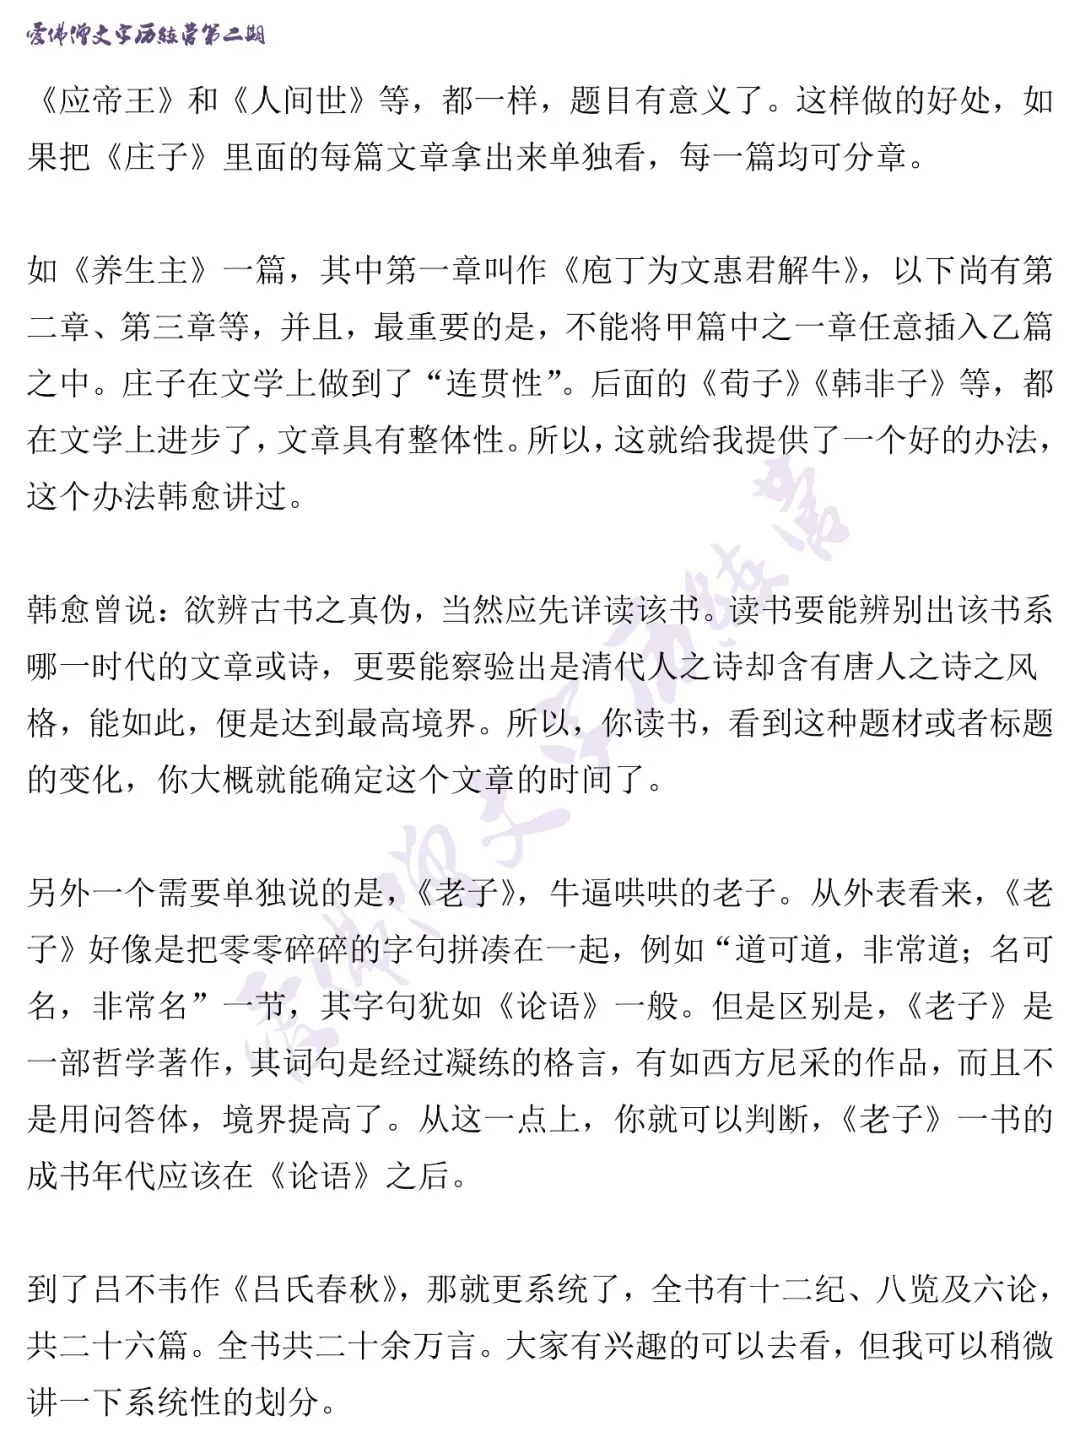 爱佛僧文字历练营第二期
《应帝王》和《人间世》等，都一样，题目有意义了。这样做的好处，如
果把《庄子》里面的每篇文章拿出来单独看，每一篇均可分章。
如《养生主》一篇，其中第一章叫作《庖丁为文惠君解牛》，以下尚有第
二章、第三章等，并且，最重要的是，不能将甲篇中之一章任意插入乙篇
之中。庄子在文学上做到了“连贯性”。后面的《荀子》《韩非子》等，都
在文学上进步了，文章具有整体性。所以，这就给我提供了一个好的办法，
这个办法韩愈讲过。
韩愈曾说：欲辨古书之真伪，当然应先详读该书。读书要能辨别出该书系
哪一时代的文章或诗，更要能察验出是清代人之诗却含有唐人之诗之风
格，能如此，便是达到最高境界。所以，你读书，看到这种题材或者标题
的变化，你大概就能确定这个文章的时间了。
另外一个需要单独说的是，《老子》，牛逼哄哄的老子。从外表看来，《老
子》好像是把零零碎碎的字句拼凑在一起，例如“道可道，非常道；名可
名，非常名”一节，其字句犹如《论语》一般。但是区别是，《老子》是
一部哲学著作，其词句是经过凝练的格言，有如西方尼采的作品，而且不
是用问答体，境界提高了。从这一点上，你就可以判断，《老子》一书的
成书年代应该在《论语》之后。
到了吕不韦作《吕氏春秋》，那就更系统了，全书有十二纪、八览及六论，
共二十六篇。全书共二十余万言。大家有兴趣的可以去看，但我可以稍微
讲一下系统性的划分。
爱佛僧文字历练营